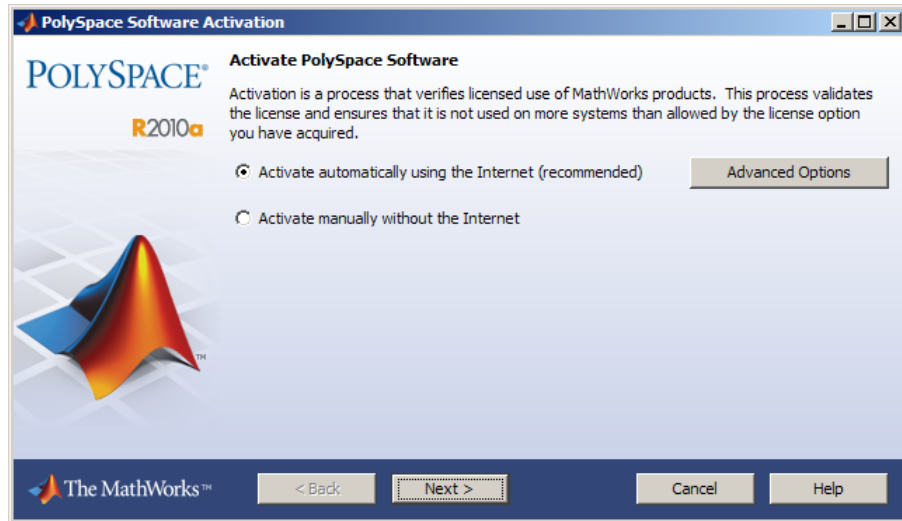 PolySpace Software Activation
POLYSPACE®
R2010a
Activate PolySpace Software
Activation is a process that verifies licensed use of MathWorks products. This process validates
the license and ensures that it is not used on more systems than allowed by the license option
you have acquired.
Activate automatically using the Internet (recommended)
Advanced Options
Activate manually without the Internet
TM
The MathWorks™
< Back
Next >
Cancel
Help